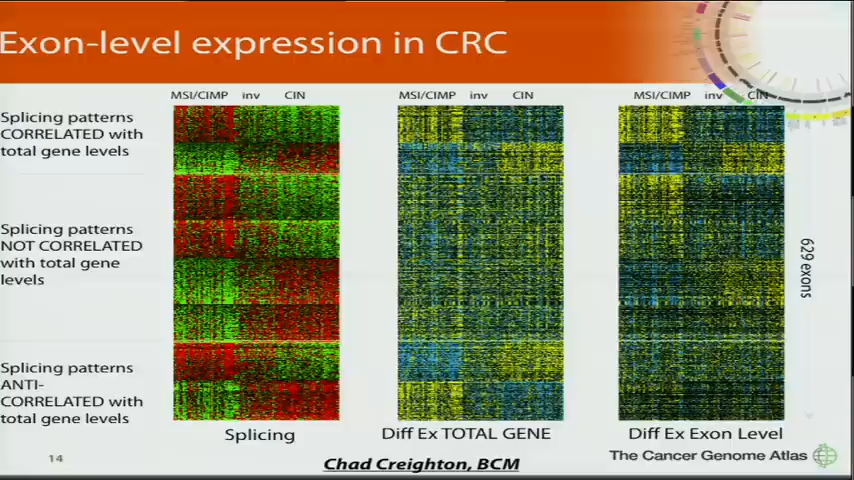 Exon-level expression in CRC
MSI/CIMP inv CIN
MSI/CIMP inv CIN
MSI/CIMP inv CIN
Splicing patterns
CORRELATED with
total gene levels
Splicing patterns
NOT CORRELATED
with total gene
levels
Splicing patterns
ANTI-
CORRELATED with
total gene levels
629 exons
Splicing
Diff Ex TOTAL GENE
Diff Ex Exon Level
14
Chad Creighton, BCM
The Cancer Genome Atlas